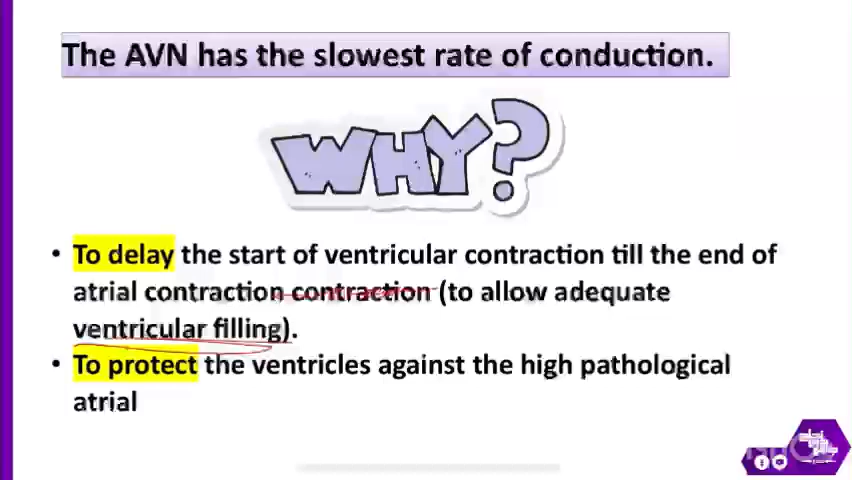 The AVN has the slowest rate of conduction.
WHY?
• To delay the start of ventricular contraction till the end of
atrial contraction contraction (to allow adequate
ventricular filling).
• To protect the ventricles against the high pathological
atrial